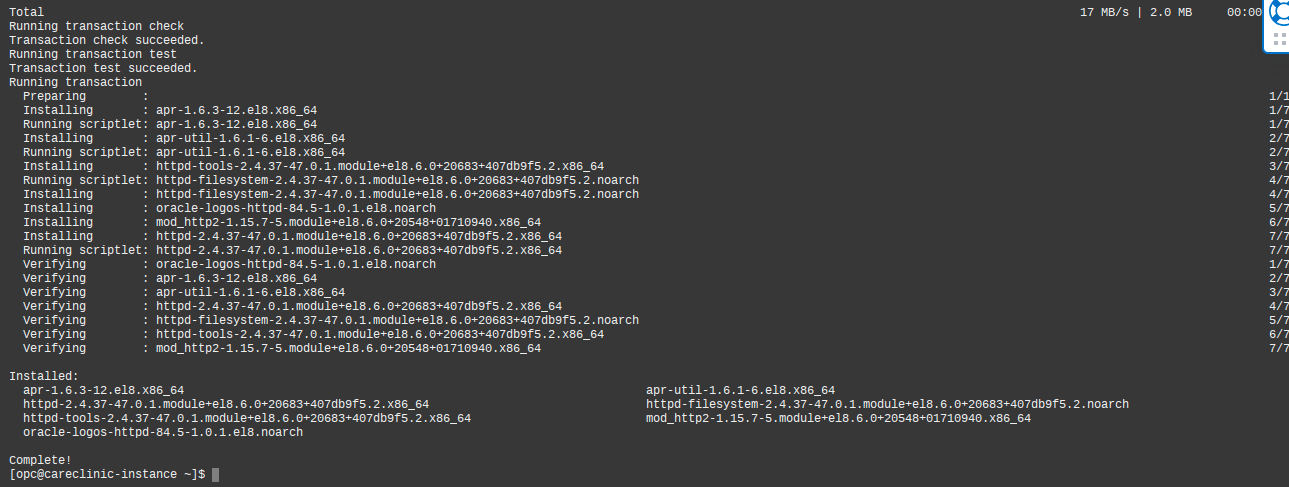 Total 17 MB/s | 2.0 MB 00:00
Running transaction check
Transaction check succeeded.
Running transaction test
Transaction test succeeded.
Running transaction
Preparing : 1/1
Installing : apr-1.6.3-12.el8.x86_64 1/7
Running scriptlet: apr-1.6.3-12.el8.x86_64 1/7
Installing : apr-util-1.6.1-6.el8.x86_64 2/7
Running scriptlet: apr-util-1.6.1-6.el8.x86_64 2/7
Installing : httpd-tools-2.4.37-47.0.1.module+el8.6.0+20683+407db9f5.2.x86_64 3/7
Running scriptlet: httpd-filesystem-2.4.37-47.0.1.module+el8.6.0+20683+407db9f5.2.noarch 4/7
Installing : httpd-filesystem-2.4.37-47.0.1.module+el8.6.0+20683+407db9f5.2.noarch 4/7
Installing : oracle-logos-httpd-84.5-1.0.1.el8.noarch 5/7
Installing : mod_http2-1.15.7-5.module+el8.6.0+20548+01710940.x86_64 6/7
Installing : httpd-2.4.37-47.0.1.module+el8.6.0+20683+407db9f5.2.x86_64 7/7
Running scriptlet: httpd-2.4.37-47.0.1.module+el8.6.0+20683+407db9f5.2.x86_64 7/7
Verifying : oracle-logos-httpd-84.5-1.0.1.el8.noarch 1/7
Verifying : apr-1.6.3-12.el8.x86_64 2/7
Verifying : apr-util-1.6.1-6.el8.x86_64 3/7
Verifying : httpd-2.4.37-47.0.1.module+el8.6.0+20683+407db9f5.2.x86_64 4/7
Verifying : httpd-filesystem-2.4.37-47.0.1.module+el8.6.0+20683+407db9f5.2.noarch 5/7
Verifying : httpd-tools-2.4.37-47.0.1.module+el8.6.0+20683+407db9f5.2.x86_64 6/7
Verifying : mod_http2-1.15.7-5.module+el8.6.0+20548+01710940.x86_64 7/7
Installed:
apr-1.6.3-12.el8.x86_64 apr-util-1.6.1-6.el8.x86_64
httpd-2.4.37-47.0.1.module+el8.6.0+20683+407db9f5.2.x86_64 httpd-filesystem-2.4.37-47.0.1.module+el8.6.0+20683+407db9f5.2.noarch
httpd-tools-2.4.37-47.0.1.module+el8.6.0+20683+407db9f5.2.x86_64 mod_http2-1.15.7-5.module+el8.6.0+20548+01710940.x86_64
oracle-logos-httpd-84.5-1.0.1.el8.noarch
Complete!
[opc@careclinic-instance ~]$